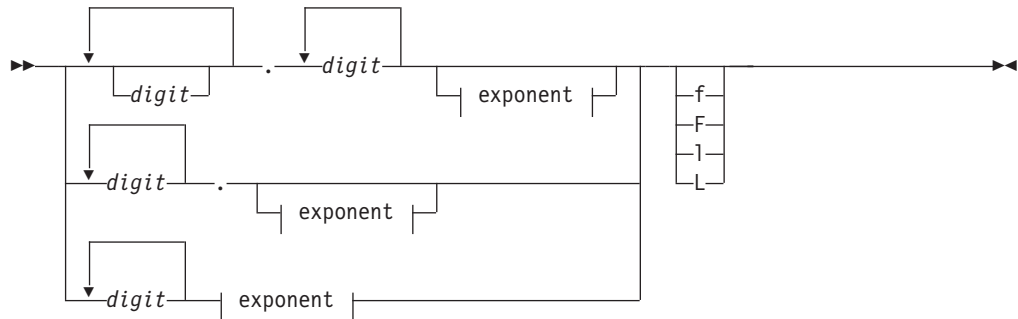 . digit
digit exponent f
F
l
digit . L
exponent
digit exponent